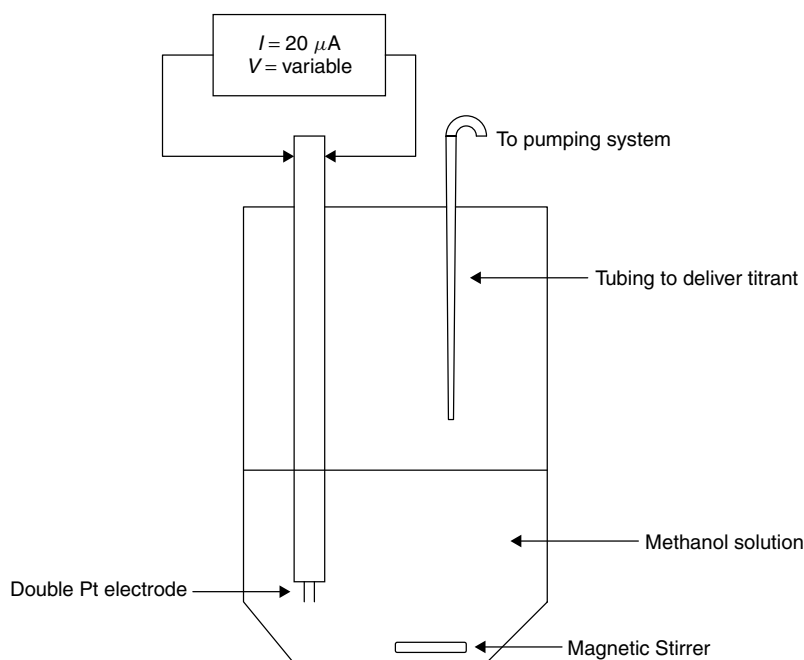 I = 20 μA
V = variable
To pumping system
Tubing to deliver titrant
Methanol solution
Double Pt electrode
Magnetic Stirrer